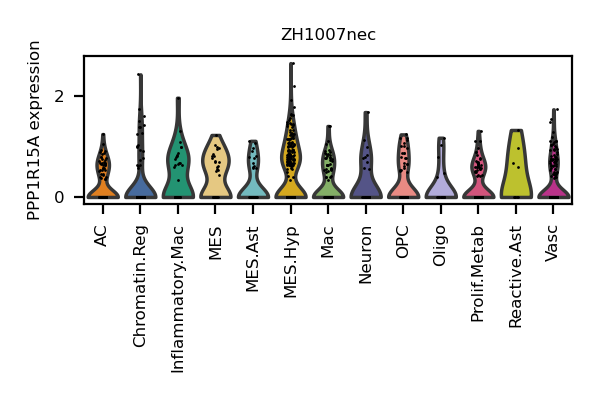 ZH1007nec
PPP1R15A expression
2
0
AC
Chromatin.Reg
Inflammatory.Mac
MES
MES.Ast
MES.Hyp
Mac
Neuron
OPC
Oligo
Prolif.Metab
Reactive.Ast
Vasc